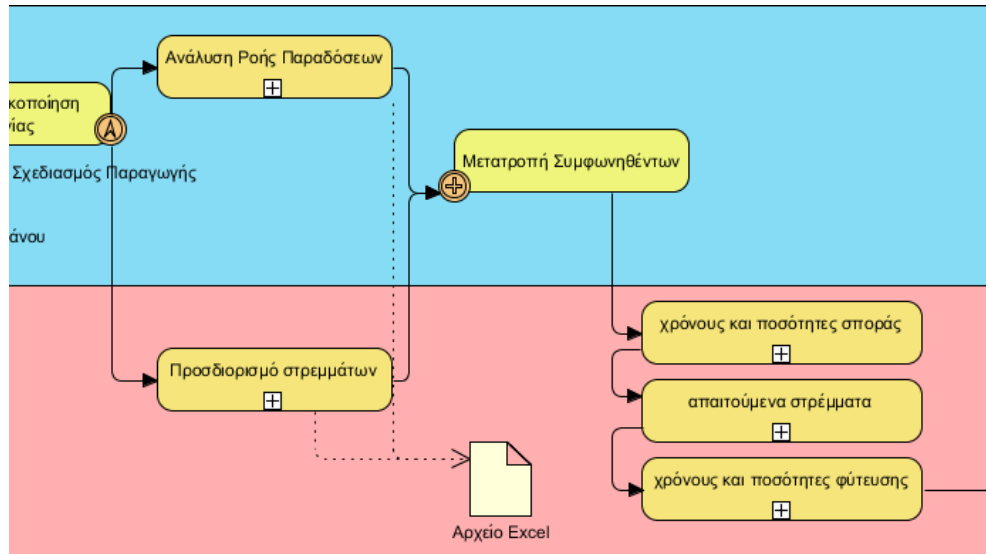 Ανάλυση Ροής Παραδόσεων
κοποίηση
νίας
Μετατροπή Συμφωνηθέντων
Σχεδιασμός Παραγωγής
άνου
χρόνους και ποσότητες σποράς
Προσδιορισμό στρεμμάτων
απαιτούμενα στρέμματα
χρόνους και ποσότητες φύτευσης
Αρχείο Excel